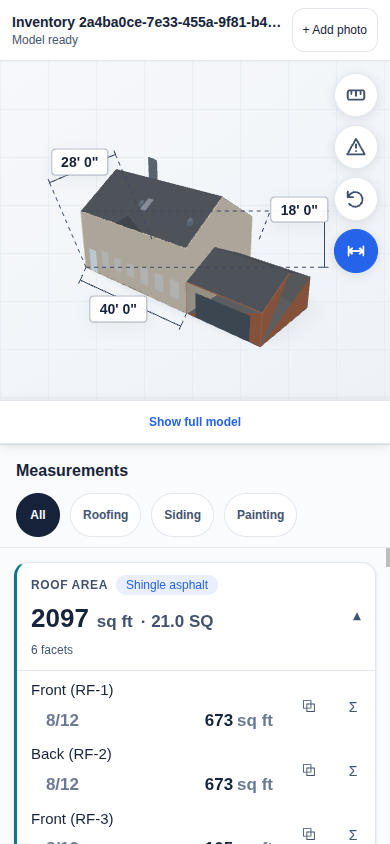 Inventory 2a4ba0ce-7e33-455a-9f81-b4…
Model ready
+ Add photo
28' 0"
18' 0"
40' 0"
Show full model
Measurements
All
Roofing
Siding
Painting
ROOF AREA Shingle asphalt
2097 sq ft · 21.0 SQ
6 facets
Front (RF-1)
8/12 673 sq ft Σ
Back (RF-2)
8/12 673 sq ft Σ
Front (RF-3)
Σ